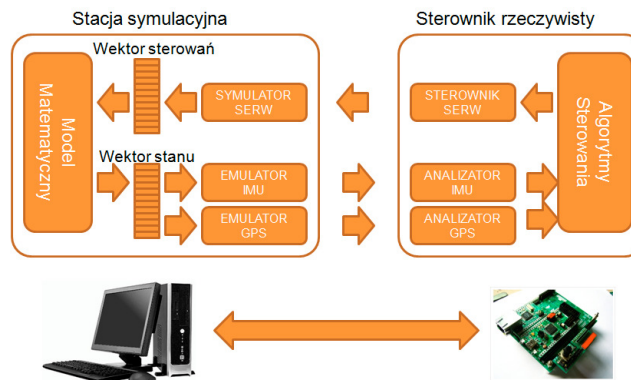 Stacja symulacyjna
Sterownik rzeczywisty
Wektor sterowań
Model
Matematyczny
SYMULATOR
SERW
STEROWNIK
SERW
Algorytmy
Sterowania
Wektor stanu
EMULATOR
IMU
ANALIZATOR
IMU
EMULATOR
GPS
ANALIZATOR
GPS